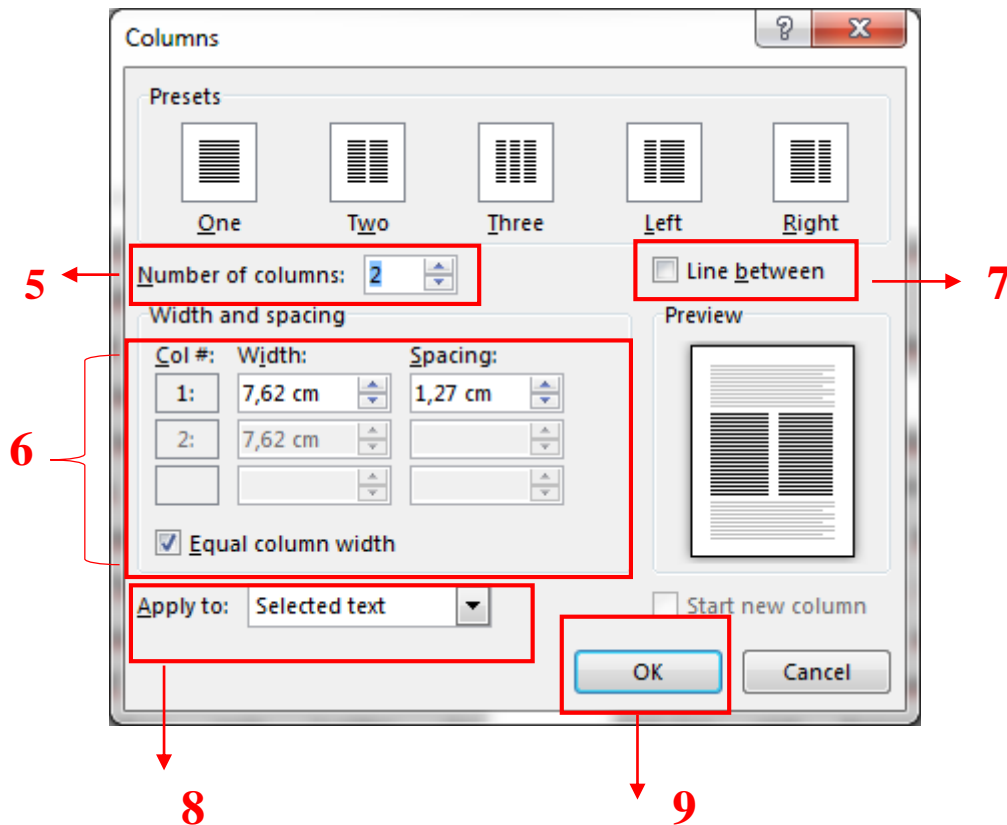 Columns
Presets
One Two Three Left Right
5 Number of columns: 2 Line between 7
Width and spacing Preview
Col #: Width: Spacing:
1: 7,62 cm 1,27 cm
6 2: 7,62 cm
Equal column width
Apply to: Selected text Start new column
OK Cancel
8 9